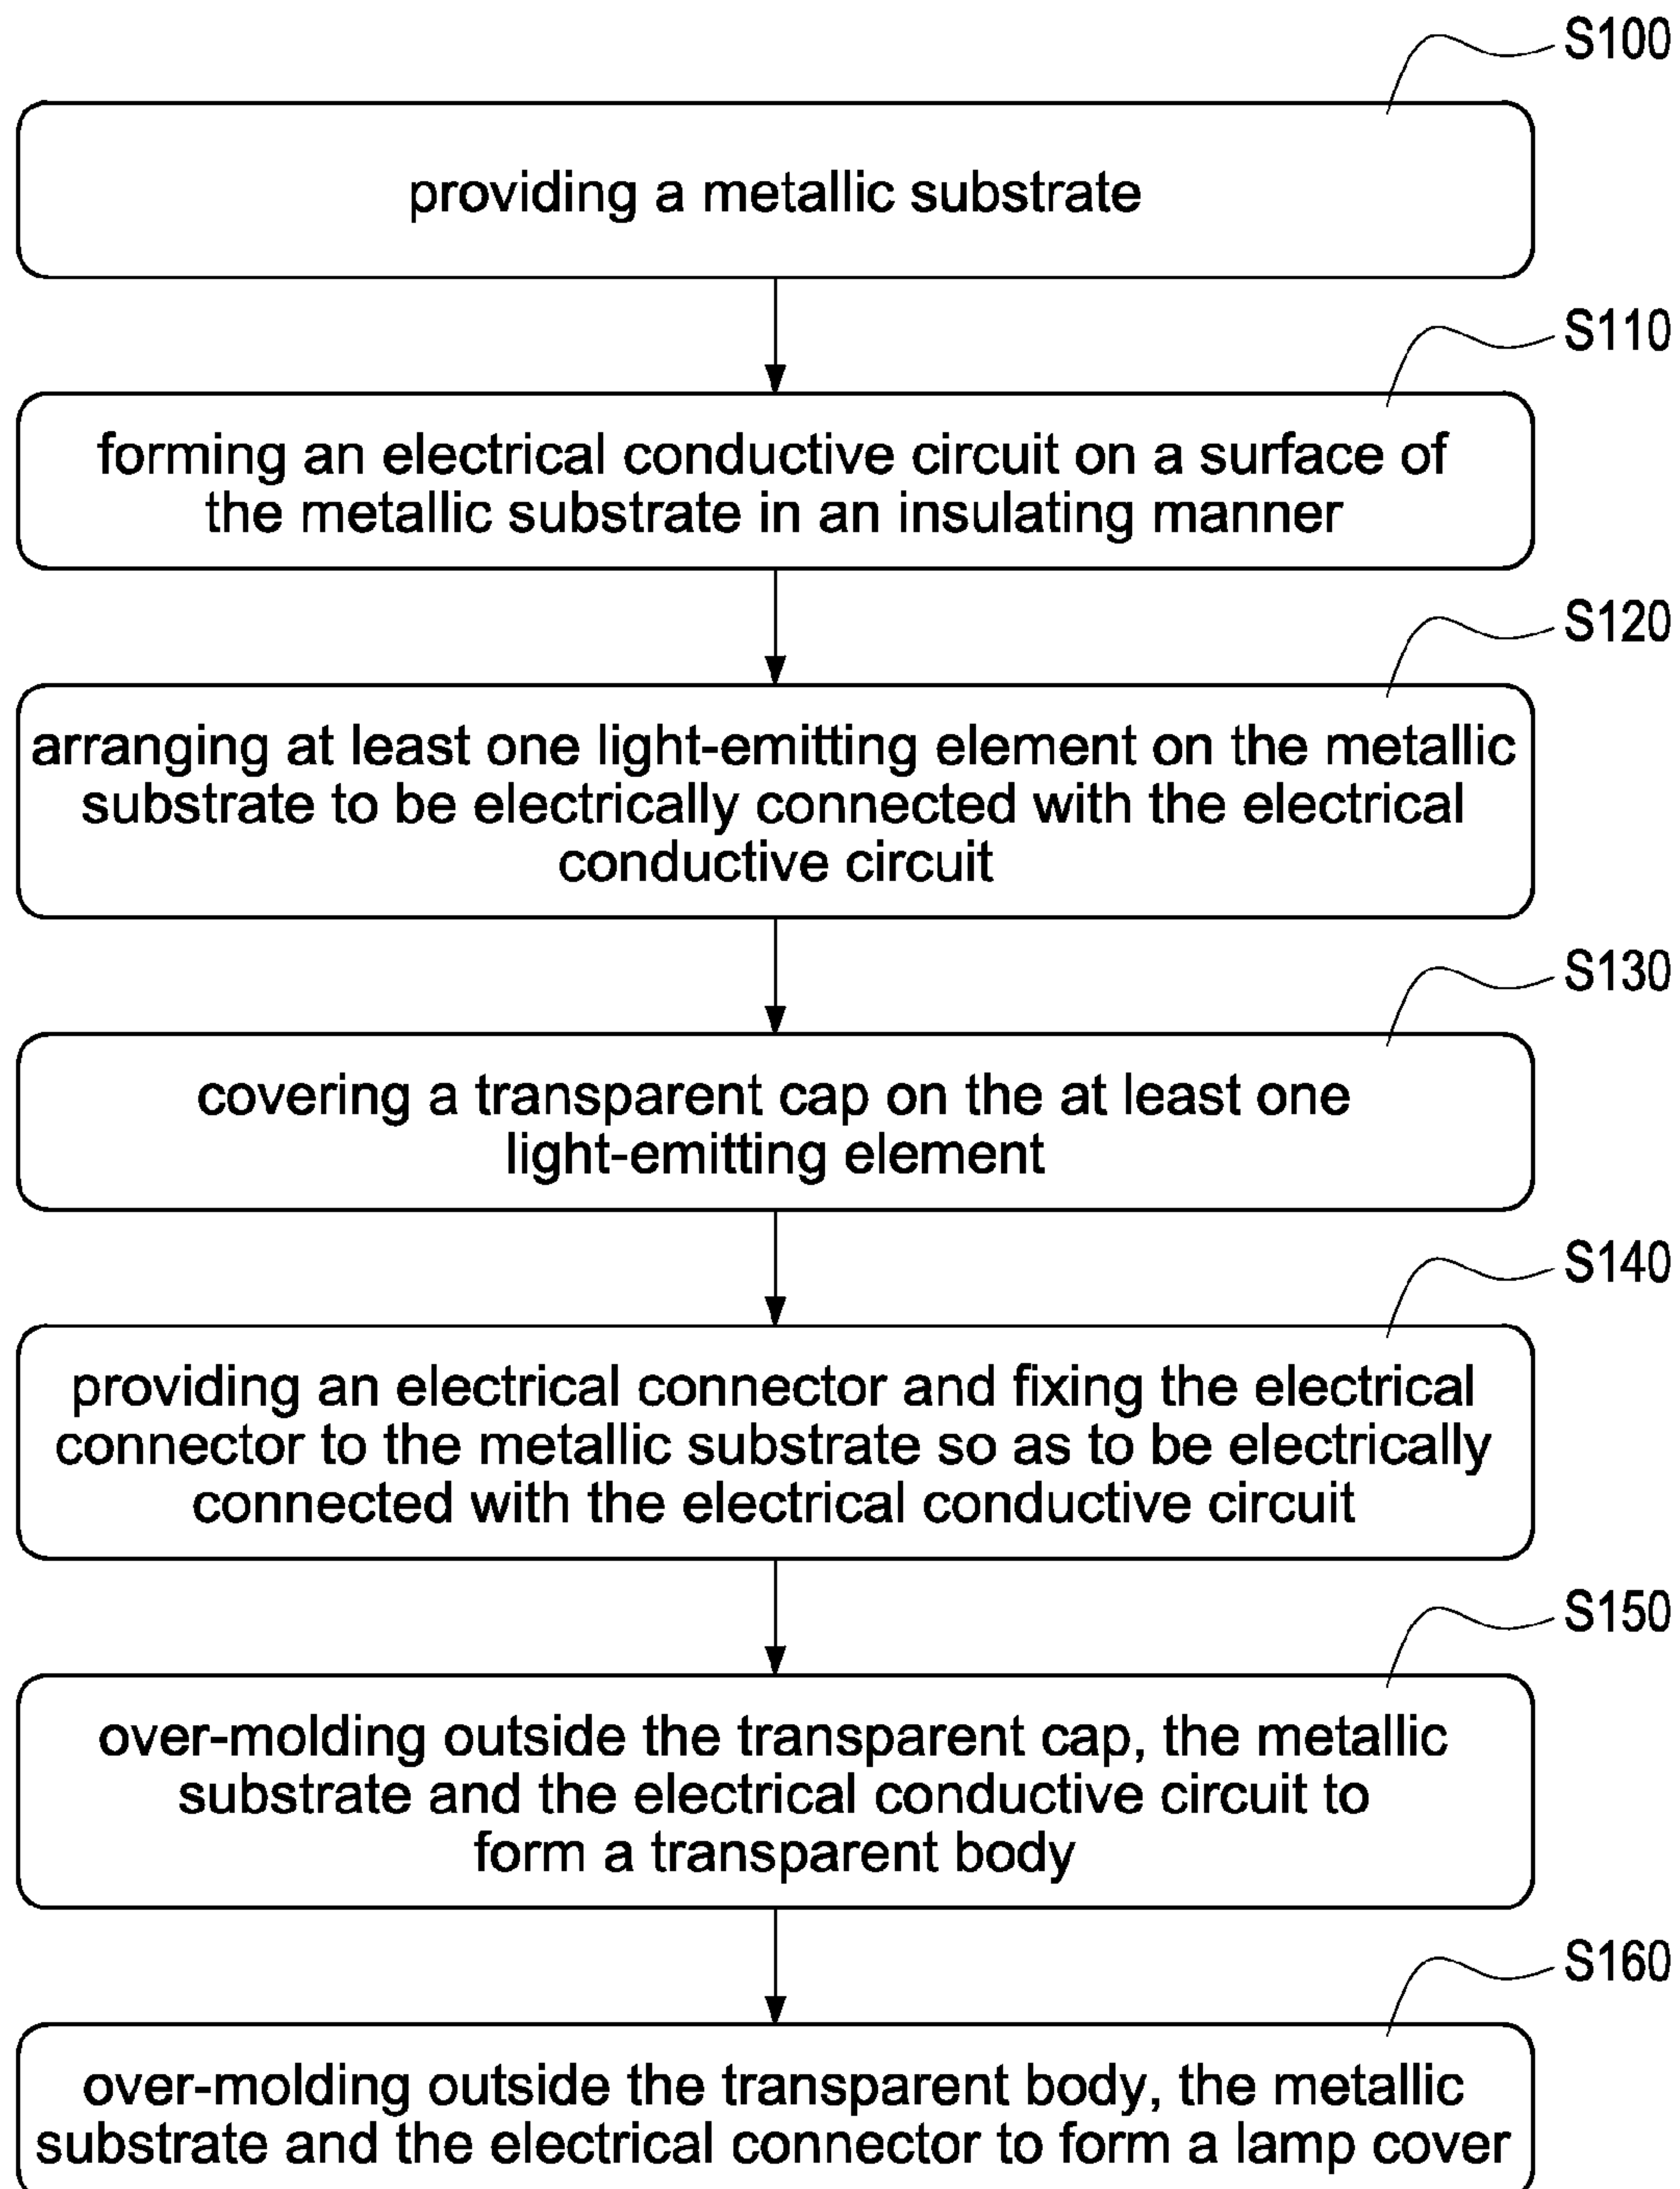 S100
providing a metallic substrate
S110
forming an electrical conductive circuit on a surface of
the metallic substrate in an insulating manner
S120
arranging at least one light-emitting element on the metallic
substrate to be electrically connected with the electrical
conductive circuit
S130
covering a transparent cap on the at least one
light-emitting element
S140
providing an electrical connector and fixing the electrical
connector to the metallic substrate so as to be electrically
connected with the electrical conductive circuit
S150
over-molding outside the transparent cap, the metallic
substrate and the electrical conductive circuit to
form a transparent body
S160
over-molding outside the transparent body, the metallic
substrate and the electrical connector to form a lamp cover